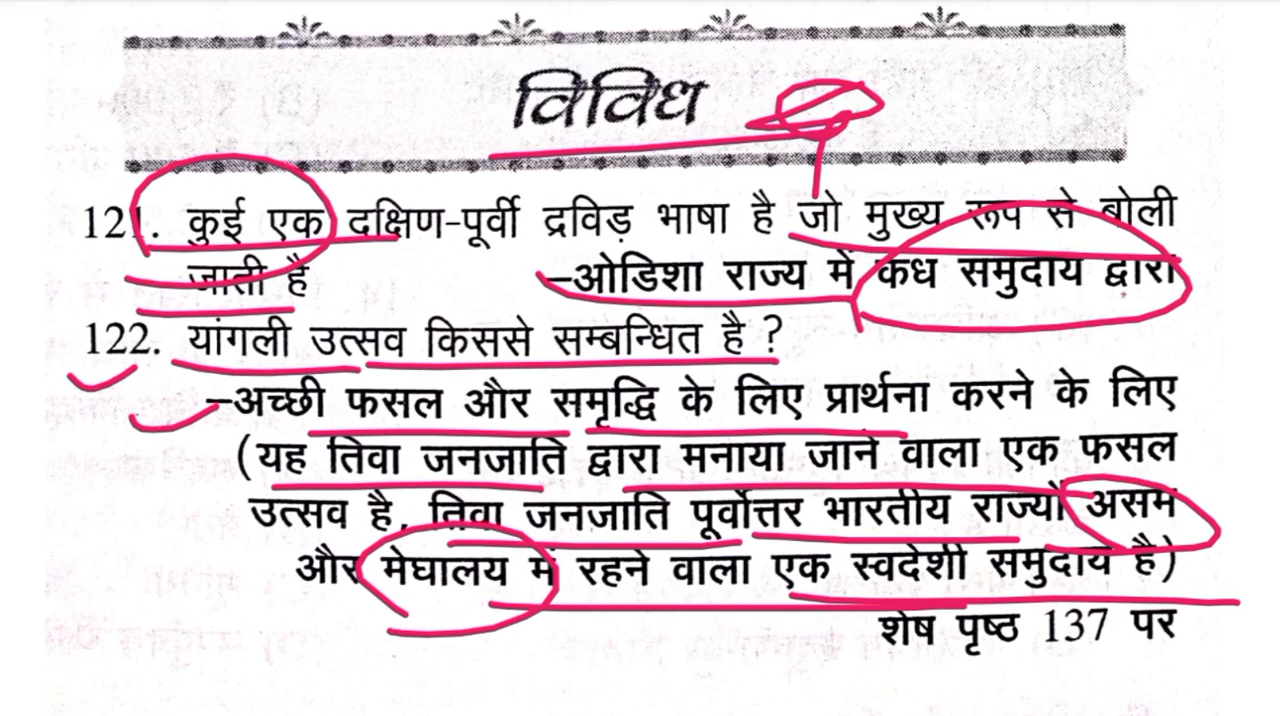 विविध
121. कुई एक दक्षिण-पूर्वी द्रविड़ भाषा है जो मुख्य रूप से बोली
जाती है –ओडिशा राज्य में कंध समुदाय द्वारा
122. यांगली उत्सव किससे सम्बन्धित है ?
–अच्छी फसल और समृद्धि के लिए प्रार्थना करने के लिए
(यह तिवा जनजाति द्वारा मनाया जाने वाला एक फसल
उत्सव है, तिवा जनजाति पूर्वोत्तर भारतीय राज्यों असम
और मेघालय में रहने वाला एक स्वदेशी समुदाय है)
शेष पृष्ठ 137 पर